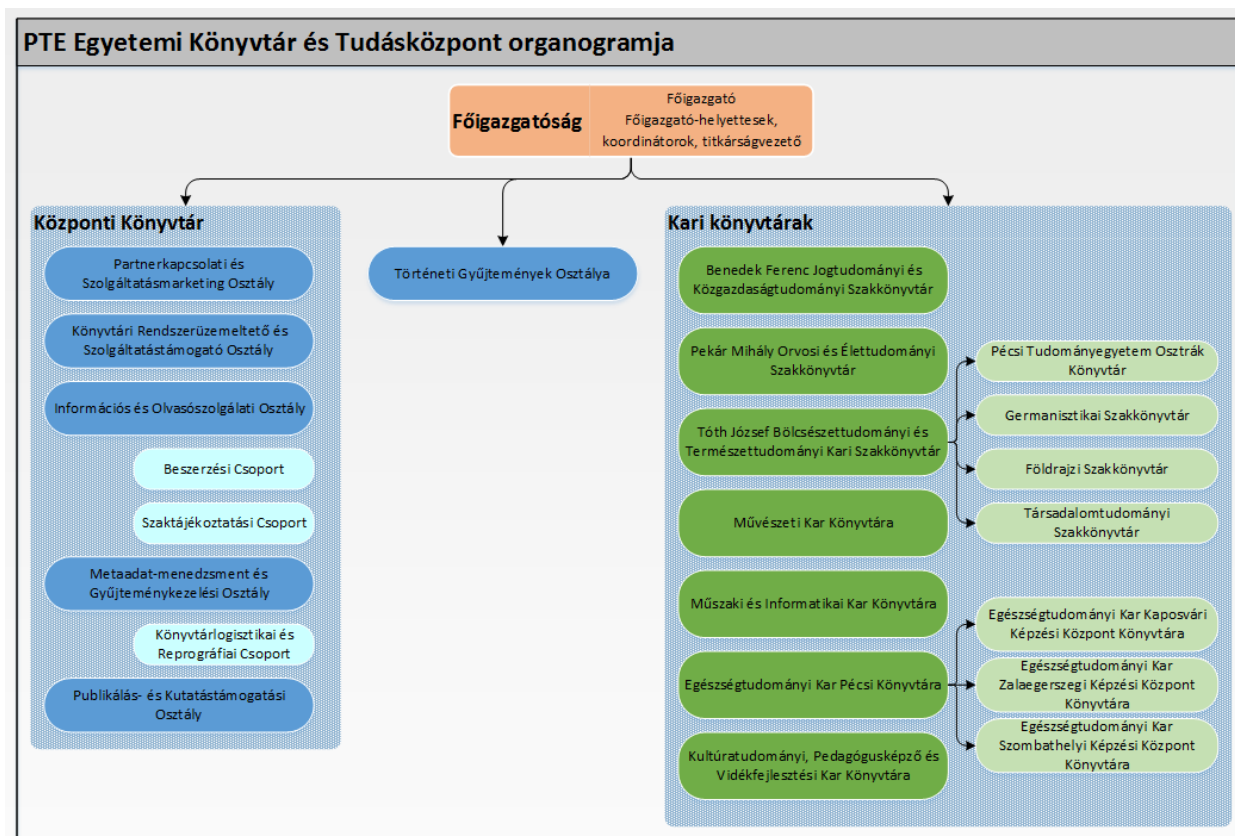 PTE Egyetemi Könyvtár és Tudásközpont organogramja
Főigazgatóság
Főigazgató
Főigazgató-helyettesek,
koordinátorok, titkárságvezető
Központi Könyvtár
Partnerkapcsolati és
Szolgáltatásmarketing Osztály
Könyvtári Rendszerüzemeltető és
Szolgáltatástámogató Osztály
Információs és Olvasószolgálati Osztály
Beszerzési Csoport
Szaktájékoztatási Csoport
Metaadat-menedzsment és
Gyűjteménykezelési Osztály
Könyvtárlogisztikai és
Reprográfiai Csoport
Publikálás- és Kutatástámogatási
Osztály
Történeti Gyűjtemények Osztálya
Kari könyvtárak
Benedek Ferenc Jogtudományi és
Közgazdaságtudományi Szakkönyvtár
Pekár Mihály Orvosi és Élettudományi
Szakkönyvtár
Tóth József Bölcsészettudományi és
Természettudományi Kari Szakkönyvtár
Pécsi Tudományegyetem Osztrák
Könyvtár
Germanisztikai Szakkönyvtár
Földrajzi Szakkönyvtár
Társadalomtudományi
Szakkönyvtár
Művészeti Kar Könyvtára
Műszaki és Informatikai Kar Könyvtára
Egészségtudományi Kar Pécsi Könyvtára
Egészségtudományi Kar Kaposvári
Képzési Központ Könyvtára
Egészségtudományi Kar
Zalaegerszegi Képzési Központ
Könyvtára
Egészségtudományi Kar
Szombathelyi Képzési Központ
Könyvtára
Kultúratudományi, Pedagógusképző és
Vidékfejlesztési Kar Könyvtára